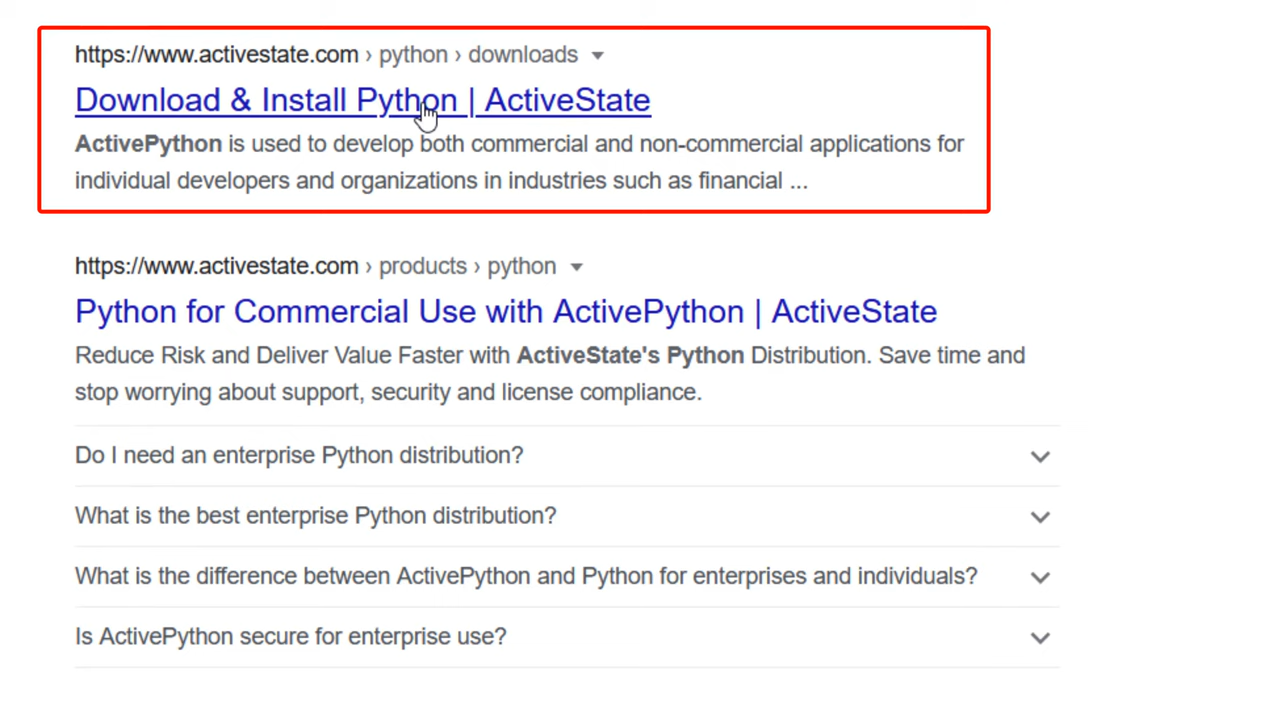 https://www.activestate.com › python › downloads
Download & Install Python | ActiveState
ActivePython is used to develop both commercial and non-commercial applications for
individual developers and organizations in industries such as financial ...
https://www.activestate.com › products › python
Python for Commercial Use with ActivePython | ActiveState
Reduce Risk and Deliver Value Faster with ActiveState's Python Distribution. Save time and
stop worrying about support, security and license compliance.
Do I need an enterprise Python distribution?
What is the best enterprise Python distribution?
What is the difference between ActivePython and Python for enterprises and individuals?
Is ActivePython secure for enterprise use?